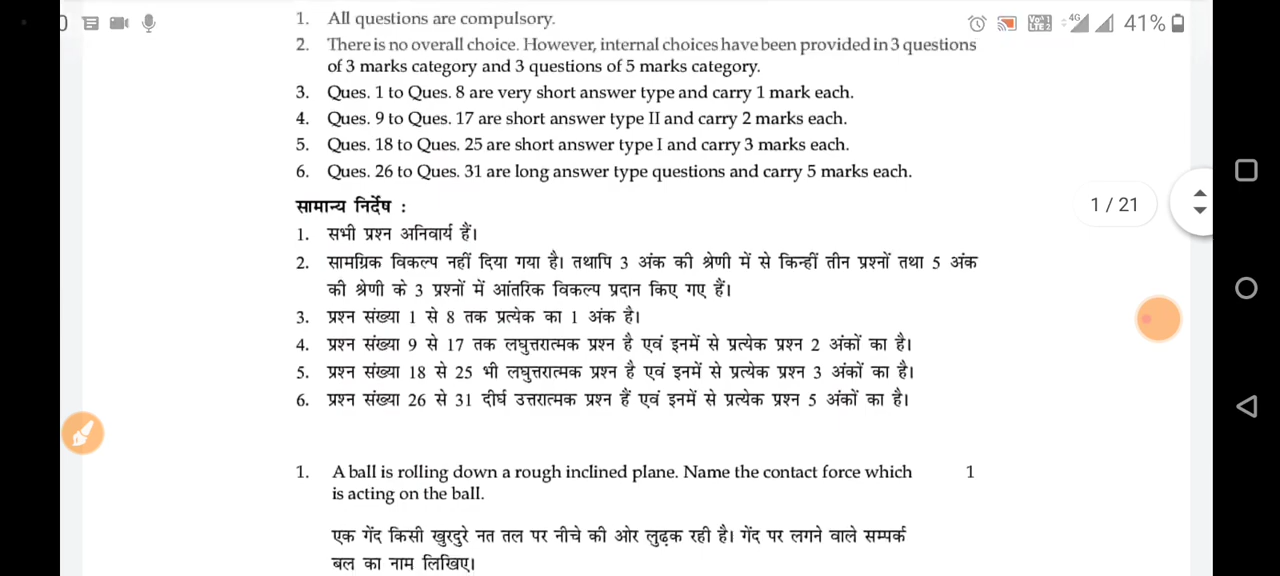 0 4G 41%
1. All questions are compulsory.
2. There is no overall choice. However, internal choices have been provided in 3 questions
of 3 marks category and 3 questions of 5 marks category.
3. Ques. 1 to Ques. 8 are very short answer type and carry 1 mark each.
4. Ques. 9 to Ques. 17 are short answer type II and carry 2 marks each.
5. Ques. 18 to Ques. 25 are short answer type I and carry 3 marks each.
6. Ques. 26 to Ques. 31 are long answer type questions and carry 5 marks each.
सामान्य निर्देष :
1 / 21
1. सभी प्रश्न अनिवार्य हैं।
2. सामग्रिक विकल्प नहीं दिया गया है। तथापि 3 अंक की श्रेणी में से किन्हीं तीन प्रश्नों तथा 5 अंक
की श्रेणी के 3 प्रश्नों में आंतरिक विकल्प प्रदान किए गए हैं।
3. प्रश्न संख्या 1 से 8 तक प्रत्येक का 1 अंक है।
4. प्रश्न संख्या 9 से 17 तक लघुत्तरात्मक प्रश्न है एवं इनमें से प्रत्येक प्रश्न 2 अंकों का है।
5. प्रश्न संख्या 18 से 25 भी लघुत्तरात्मक प्रश्न है एवं इनमें से प्रत्येक प्रश्न 3 अंकों का है।
6. प्रश्न संख्या 26 से 31 दीर्घ उत्तरात्मक प्रश्न हैं एवं इनमें से प्रत्येक प्रश्न 5 अंकों का है।
1. A ball is rolling down a rough inclined plane. Name the contact force which 1
is acting on the ball.
एक गेंद किसी खुरदुरे नत तल पर नीचे की ओर लुढ़क रही है। गेंद पर लगने वाले सम्पर्क
बल का नाम लिखिए।